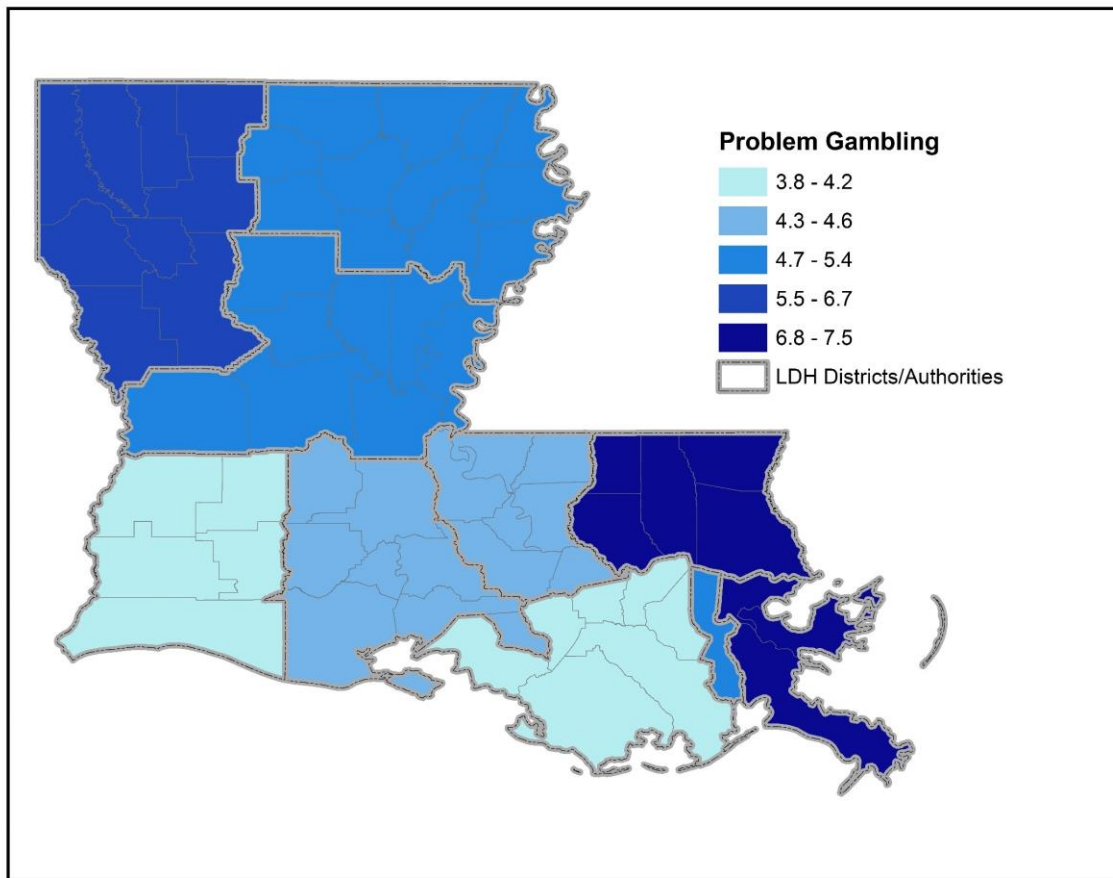 Problem Gambling
3.8 - 4.2
4.3 - 4.6
4.7 - 5.4
5.5 - 6.7
6.8 - 7.5
LDH Districts/Authorities